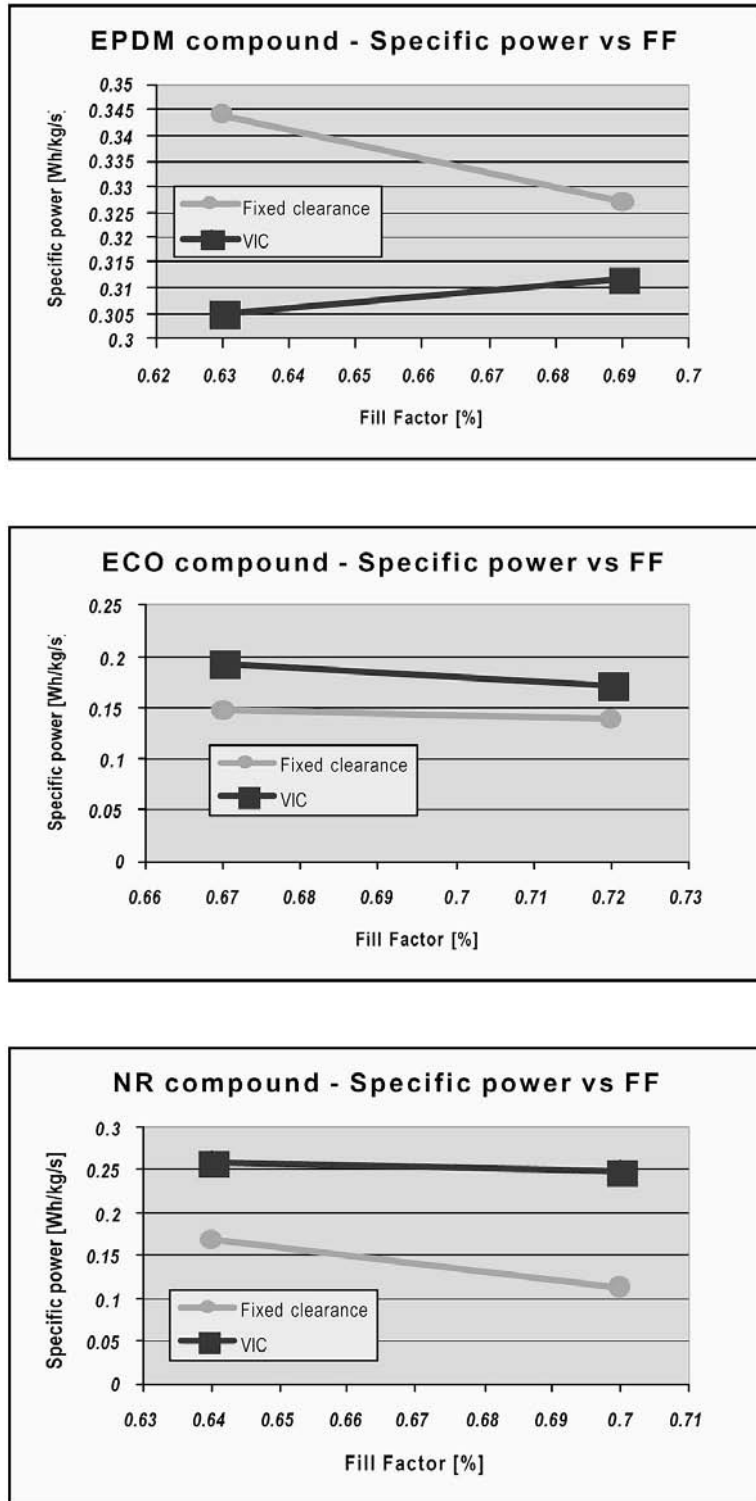 EPDM compound - Specific power vs FF
Specific power [Wh/kg/s]
0.35
0.345
0.34
0.335
0.33
0.325
0.32
0.315
0.31
0.305
0.3
Fixed clearance
VIC
0.62 0.63 0.64 0.65 0.66 0.67 0.68 0.69 0.7
Fill Factor [%]
ECO compound - Specific power vs FF
Specific power [Wh/kg/s]
0.25
0.2
0.15
0.1
0.05
0
Fixed clearance
VIC
0.66 0.67 0.68 0.69 0.7 0.71 0.72 0.73
Fill Factor [%]
NR compound - Specific power vs FF
Specific power [Wh/kg/s]
0.3
0.25
0.2
0.15
0.1
0.05
0
Fixed clearance
VIC
0.63 0.64 0.65 0.66 0.67 0.68 0.69 0.7 0.71
Fill Factor [%]